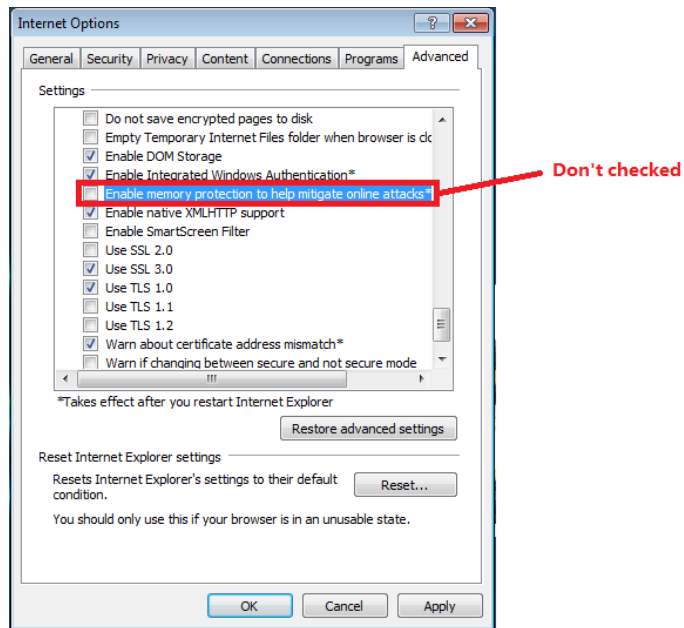 Internet Options
General Security Privacy Content Connections Programs Advanced
Settings
Do not save encrypted pages to disk
Empty Temporary Internet Files folder when browser is clc
Enable DOM Storage
Enable Integrated Windows Authentication*
Enable memory protection to help mitigate online attacks*
Don't checked
Enable native XMLHTTP support
Enable SmartScreen Filter
Use SSL 2.0
Use SSL 3.0
Use TLS 1.0
Use TLS 1.1
Use TLS 1.2
Warn about certificate address mismatch*
Warn if changing between secure and not secure mode
*Takes effect after you restart Internet Explorer
Restore advanced settings
Reset Internet Explorer settings
Resets Internet Explorer's settings to their default
condition.
Reset...
You should only use this if your browser is in an unusable state.
OK Cancel Apply